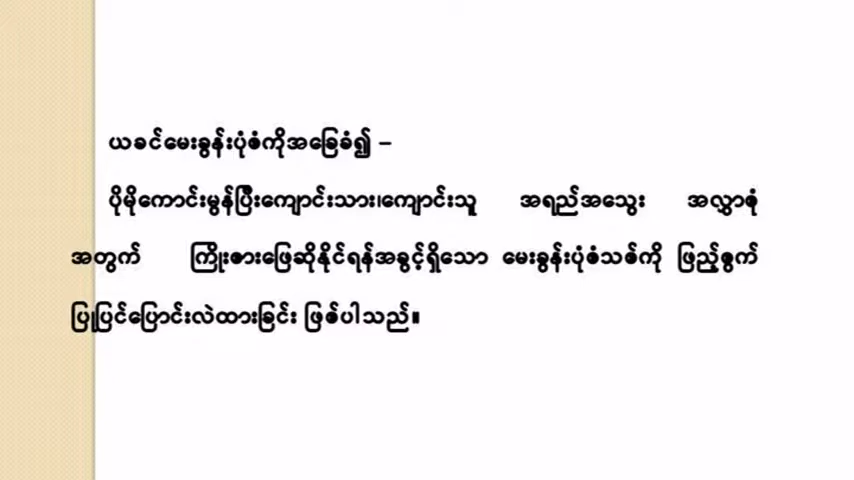 ယခင်မေးခွန်းပုံစံကိုအခြေခံ၍ –
ပိုမိုကောင်းမွန်ပြီးကျောင်းသား၊ကျောင်းသူ အရည်အသွေး အလွှာစုံ
အတွက် ကြိုးစားဖြေဆိုနိုင်ရန်အခွင့်ရှိသော မေးခွန်းပုံစံသစ်ကို ဖြည့်စွက်
ပြုပြင်ပြောင်းလဲထားခြင်း ဖြစ်ပါသည်။